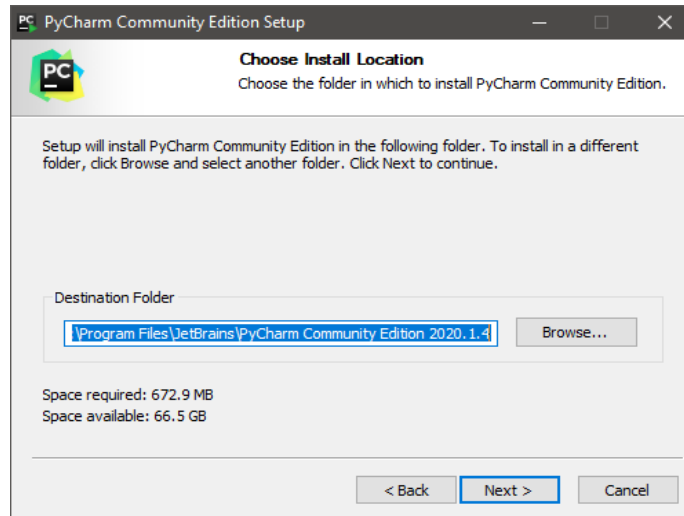 PC PyCharm Community Edition Setup
PC
Choose Install Location
Choose the folder in which to install PyCharm Community Edition.
Setup will install PyCharm Community Edition in the following folder. To install in a different
folder, click Browse and select another folder. Click Next to continue.
Destination Folder
:\Program Files\JetBrains\PyCharm Community Edition 2020.1.4
Browse...
Space required: 672.9 MB
Space available: 66.5 GB
< Back
Next >
Cancel